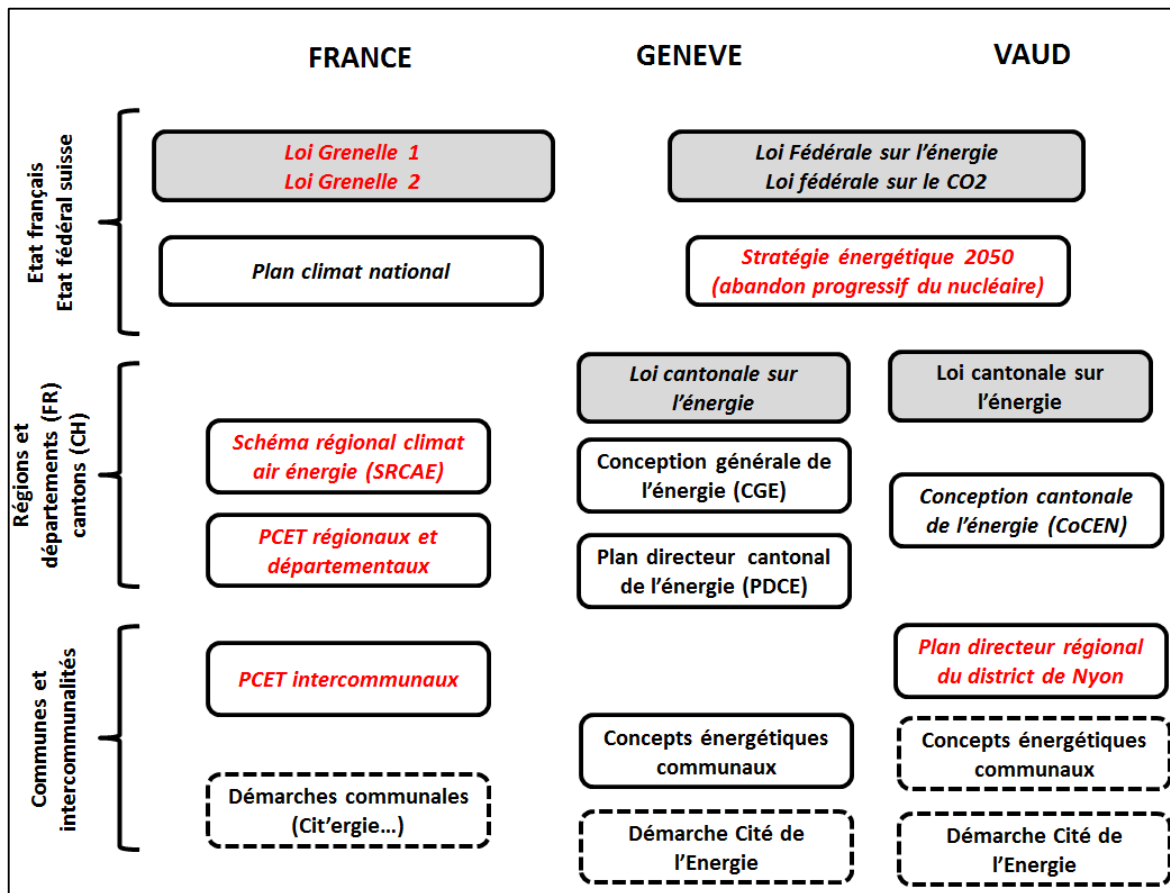 FRANCE
GENEVE
VAUD
Etat français
Etat fédéral suisse
Loi Grenelle 1
Loi Grenelle 2
Loi Fédérale sur l’énergie
Loi fédérale sur le CO2
Plan climat national
Stratégie énergétique 2050
(abandon progressif du nucléaire)
Régions et
départements (FR)
cantons (CH)
Loi cantonale sur
l’énergie
Loi cantonale sur
l’énergie
Schéma régional climat
air énergie (SRCAE)
Conception générale de
l’énergie (CGE)
Conception cantonale
de l’énergie (CoCEN)
PCET régionaux et
départementaux
Plan directeur cantonal
de l’énergie (PDCE)
Communes et
intercommunalités
PCET intercommunaux
Plan directeur régional
du district de Nyon
Concepts énergétiques
communaux
Concepts énergétiques
communaux
Démarches communales
(Cit’ergie…)
Démarche Cité de
l’Energie
Démarche Cité de
l’Energie